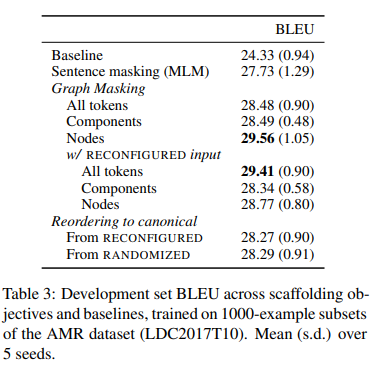 BLEU
Baseline 24.33 (0.94)
Sentence masking (MLM) 27.73 (1.29)
Graph Masking
All tokens 28.48 (0.90)
Components 28.49 (0.48)
Nodes 29.56 (1.05)
w/ RECONFIGURED input
All tokens 29.41 (0.90)
Components 28.34 (0.58)
Nodes 28.77 (0.80)
Reordering to canonical
From RECONFIGURED 28.27 (0.90)
From RANDOMIZED 28.29 (0.91)
Table 3: Development set BLEU across scaffolding ob-
jectives and baselines, trained on 1000-example subsets
of the AMR dataset (LDC2017T10). Mean (s.d.) over
5 seeds.